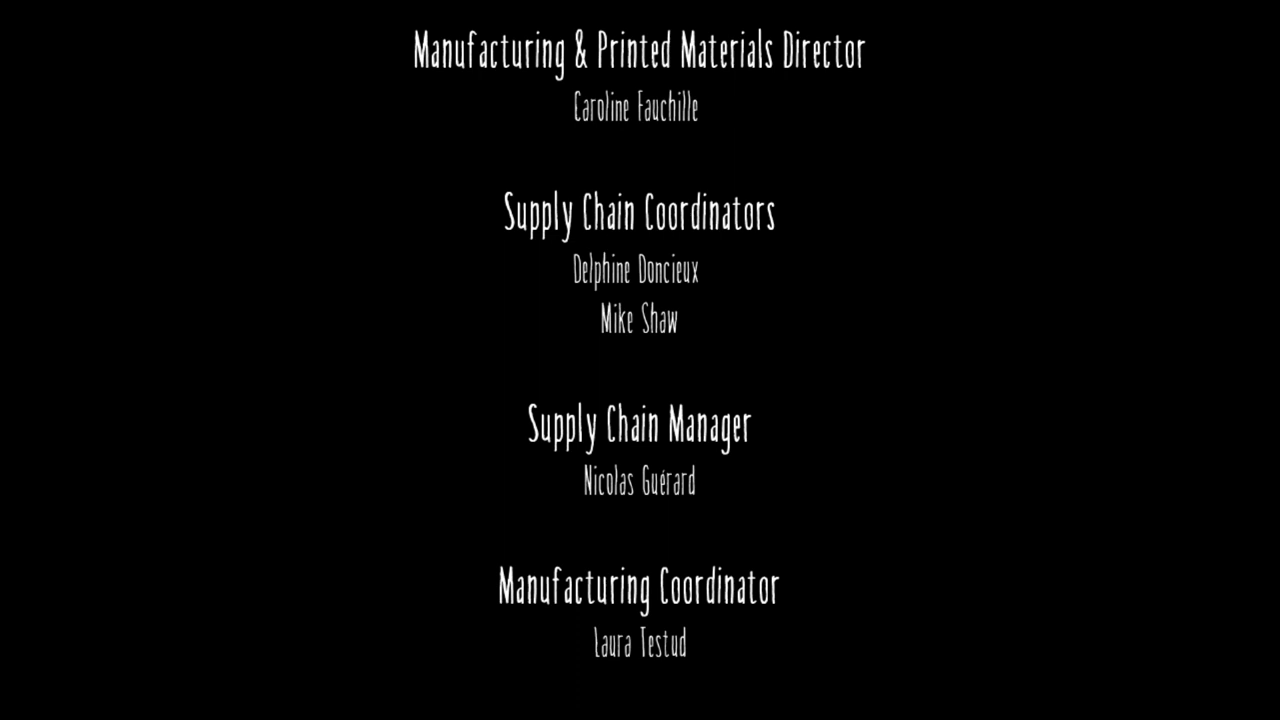 Manufacturing & Printed Materials Director
Caroline Fauchille
Supply Chain Coordinators
Delphine Doncieux
Mike Shaw
Supply Chain Manager
Nicolas Guérard
Manufacturing Coordinator
Laura Testud